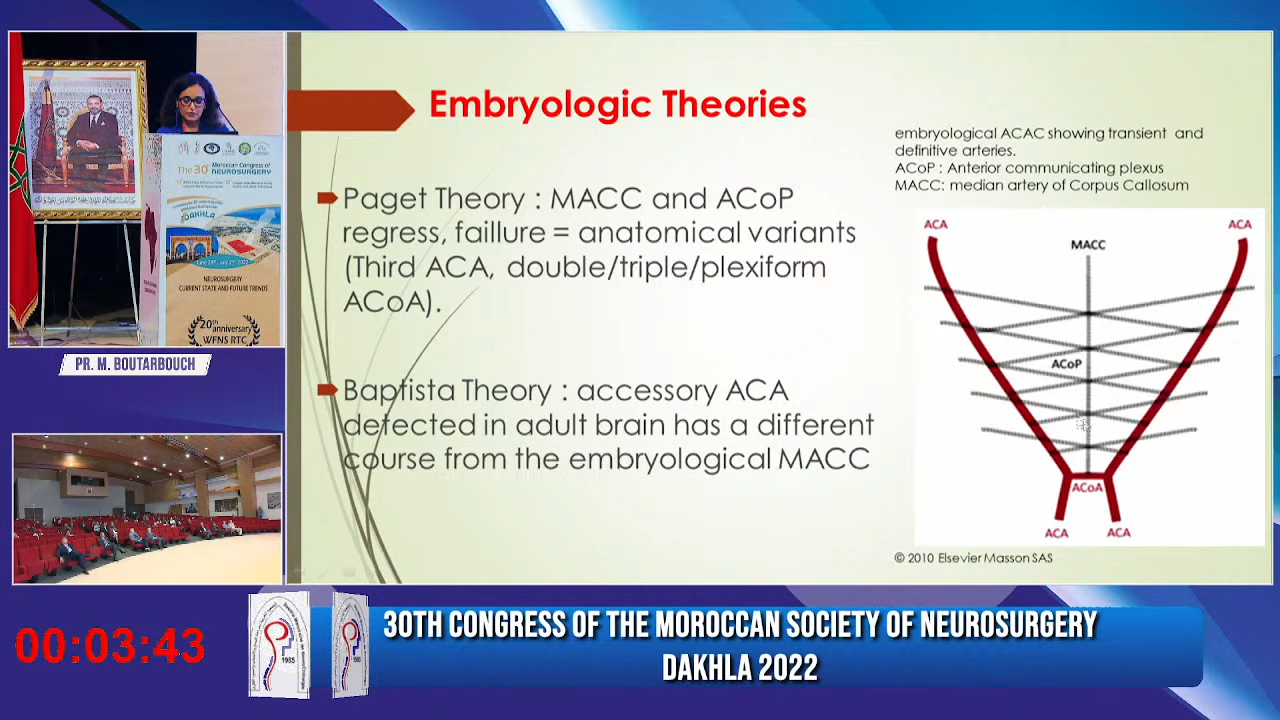 Embryologic Theories
Paget Theory : MACC and ACoP
regress, faillure = anatomical variants
(Third ACA, double/triple/plexiform
ACoA).
Baptista Theory : accessory ACA
detected in adult brain has a different
course from the embryological MACC
embryological ACAC showing transient and
definitive arteries.
ACoP : Anterior communicating plexus
MACC: median artery of Corpus Callosum
ACA
ACA
MACC
ACoP
ACoA
ACA
ACA
© 2010 Elsevier Masson SAS
The 30
Moroccan Congress of
NEUROSURGERY
DAKHLA
NEUROSURGERY
CURRENT STATE AND FUTURE TRENDS
20th
anniversary
WFNS RTC
PR. M. BOUTARBOUCH
00:03:43
1985
1985
30TH CONGRESS OF THE MOROCCAN SOCIETY OF NEUROSURGERY
DAKHLA 2022